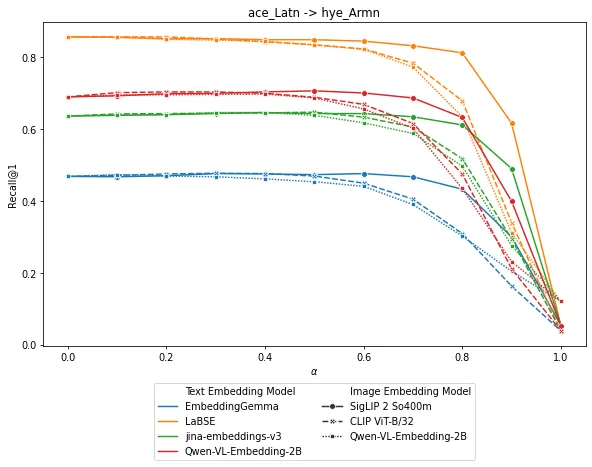 ace_Latn -> hye_Armn
Recall@1
0.8
0.6
0.4
0.2
0.0
0.0 0.2 0.4 0.6 0.8 1.0
α
Text Embedding Model
EmbeddingGemma
LaBSE
jina-embeddings-v3
Qwen-VL-Embedding-2B
Image Embedding Model
SigLIP 2 So400m
CLIP ViT-B/32
Qwen-VL-Embedding-2B